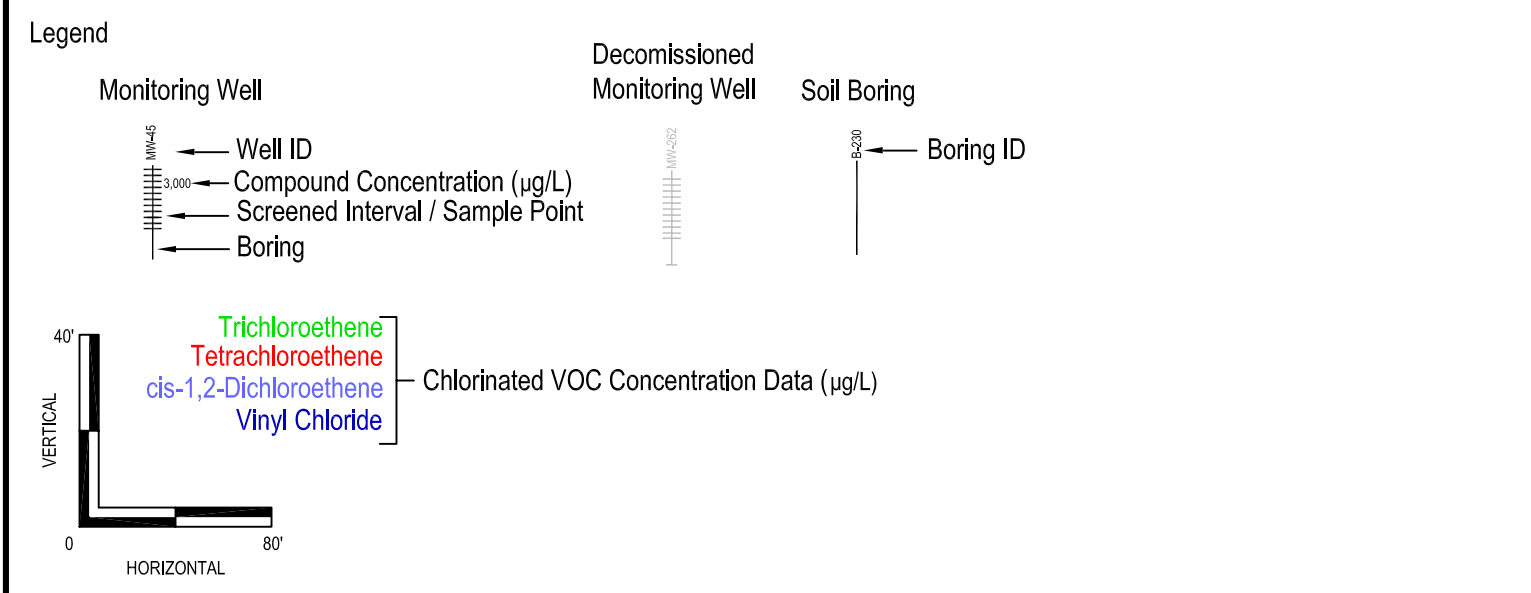 Legend
Monitoring Well
Decomissioned
Monitoring Well
Soil Boring
MW-45
Well ID
3,000
Compound Concentration (µg/L)
Screened Interval / Sample Point
Boring
MW-262
B-230
Boring ID
40'
VERTICAL
0
80'
HORIZONTAL
Trichloroethene
Tetrachloroethene
cis-1,2-Dichloroethene
Vinyl Chloride
Chlorinated VOC Concentration Data (µg/L)